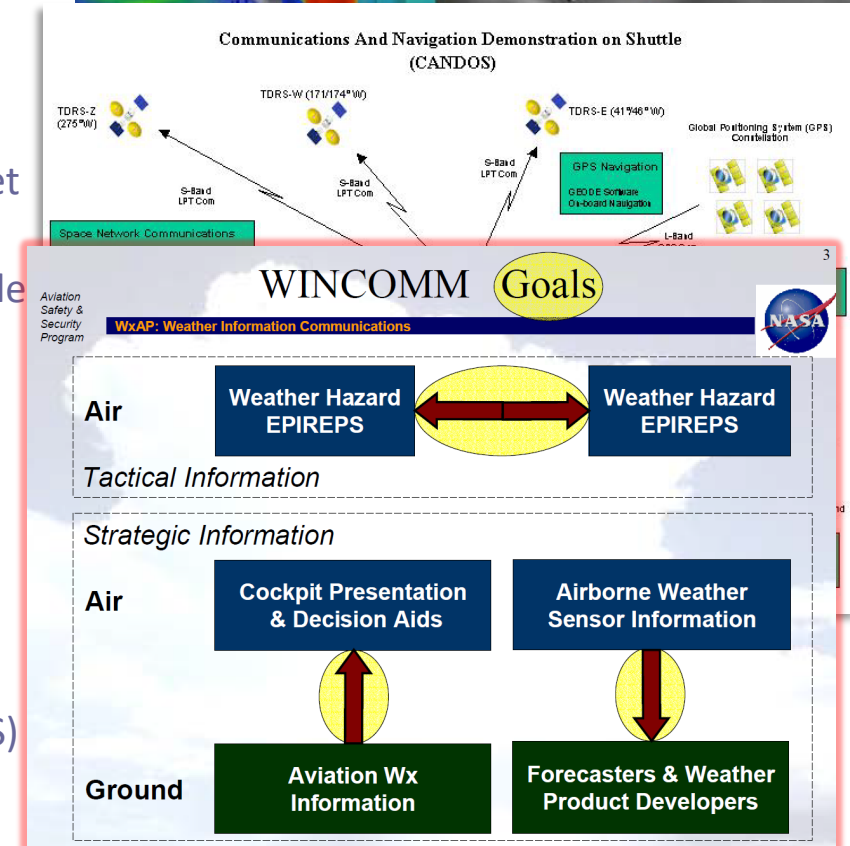 Communications And Navigation Demonstration on Shuttle
(CANDOS)
TDRS-Z
(275°W)
TDRS-W (171/174°W)
TDRS-E (41°/46°W)
Global Positioning System (GPS)
Constellation
S-Band
LPT Com
S-Band
LPT Com
S-Band
LPT Com
GPS Navigation
GEODE Software
On-board Navigation
L-Band
Space Network Communications
et
le
S)
nd
3
WINCOMM Goals
Aviation
Safety &
Security
Program
WxAP: Weather Information Communications
NASA
Air
Weather Hazard
EPIREPS
Weather Hazard
EPIREPS
Tactical Information
Strategic Information
Air
Cockpit Presentation
& Decision Aids
Airborne Weather
Sensor Information
Ground
Aviation Wx
Information
Forecasters & Weather
Product Developers